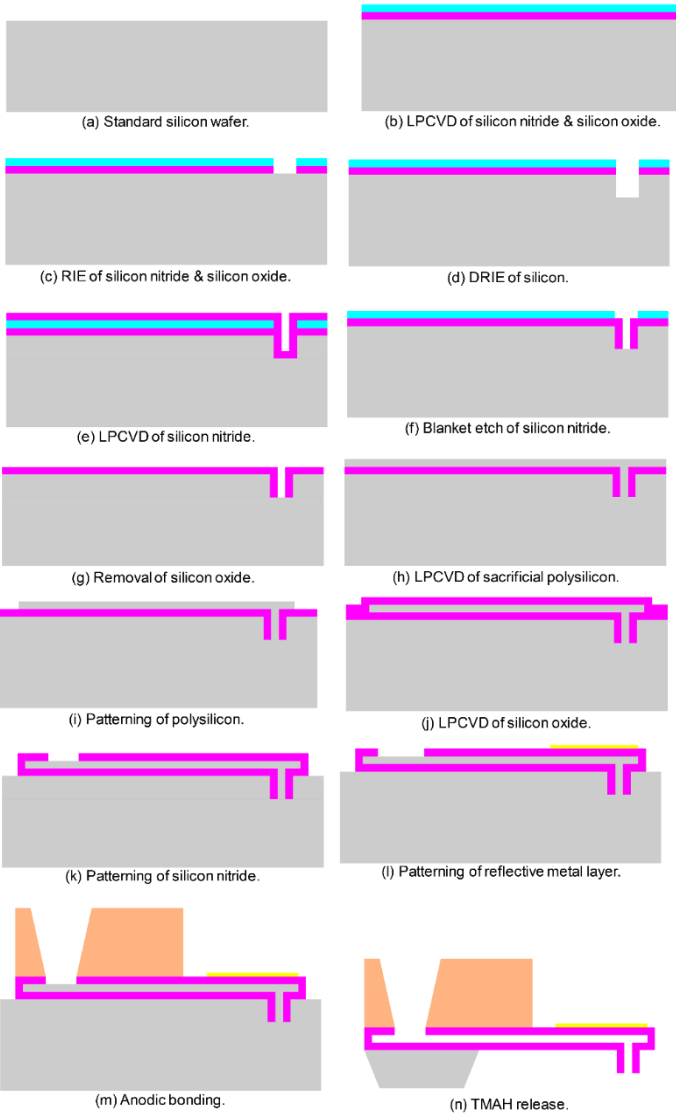 (a) Standard silicon wafer.
(b) LPCVD of silicon nitride & silicon oxide.
(c) RIE of silicon nitride & silicon oxide.
(d) DRIE of silicon.
(e) LPCVD of silicon nitride.
(f) Blanket etch of silicon nitride.
(g) Removal of silicon oxide.
(h) LPCVD of sacrificial polysilicon.
(i) Patterning of polysilicon.
(j) LPCVD of silicon oxide.
(k) Patterning of silicon nitride.
(l) Patterning of reflective metal layer.
(m) Anodic bonding.
(n) TMAH release.